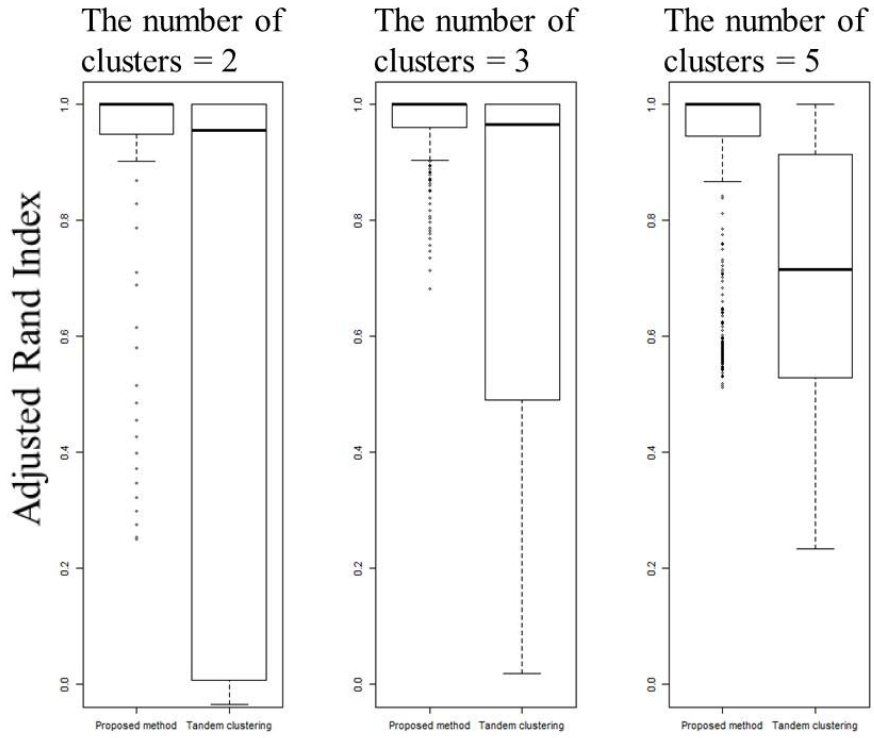 The number of
clusters = 2
The number of
clusters = 3
The number of
clusters = 5
Adjusted Rand Index
1.0
0.8
0.6
0.4
0.2
0.0
1.0
0.8
0.6
0.4
0.2
0.0
1.0
0.8
0.6
0.4
0.2
0.0
Proposed method Tandem clustering
Proposed method Tandem clustering
Proposed method Tandem clustering